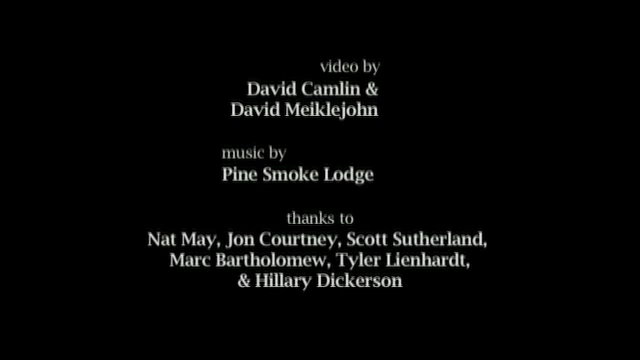 video by
David Camlin &
David Meiklejohn
music by
Pine Smoke Lodge
thanks to
Nat May, Jon Courtney, Scott Sutherland,
Marc Bartholomew, Tyler Lienhardt,
& Hillary Dickerson